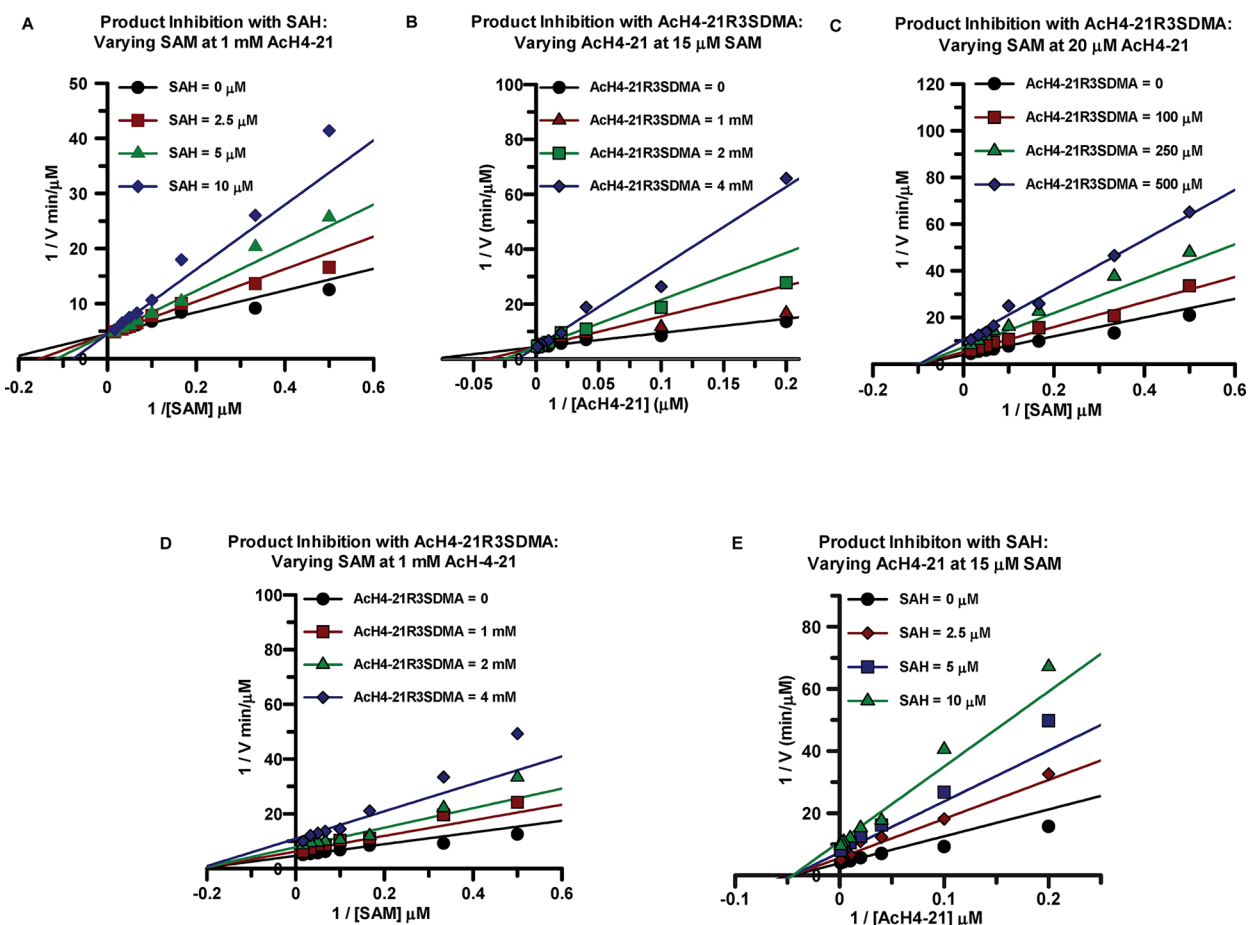 A
Product Inhibition with SAH:
Varying SAM at 1 mM AcH4-21
50
40
30
20
10
0
1 / V min/μM
SAH = 0 μM
SAH = 2.5 μM
SAH = 5 μM
SAH = 10 μM
-0.2
0
0.2
0.4
0.6
1 /[SAM] μM
B
Product Inhibition with AcH4-21R3SDMA:
Varying AcH4-21 at 15 μM SAM
100
80
60
40
20
0
1 / V (min/μM)
AcH4-21R3SDMA = 0
AcH4-21R3SDMA = 1 mM
AcH4-21R3SDMA = 2 mM
AcH4-21R3SDMA = 4 mM
-0.05
0
0.05
0.1
0.15
0.2
1 / [AcH4-21] (μM)
C
Product Inhibition with AcH4-21R3SDMA:
Varying SAM at 20 μM AcH4-21
120
100
80
60
40
20
0
1 / V min/μM
AcH4-21R3SDMA = 0
AcH4-21R3SDMA = 100 μM
AcH4-21R3SDMA = 250 μM
AcH4-21R3SDMA = 500 μM
-0.2
0
0.2
0.4
0.6
1 / [SAM] μM
D
Product Inhibition with AcH4-21R3SDMA:
Varying SAM at 1 mM AcH-4-21
100
80
60
40
20
0
1 / V min/μM
AcH4-21R3SDMA = 0
AcH4-21R3SDMA = 1 mM
AcH4-21R3SDMA = 2 mM
AcH4-21R3SDMA = 4 mM
-0.2
0
0.2
0.4
0.6
1 / [SAM] μM
E
Product Inhibiton with SAH:
Varying AcH4-21 at 15 μM SAM
80
60
40
20
0
1 / V (min/μM)
SAH = 0 μM
SAH = 2.5 μM
SAH = 5 μM
SAH = 10 μM
-0.1
0
0.1
0.2
1 / [AcH4-21] μM